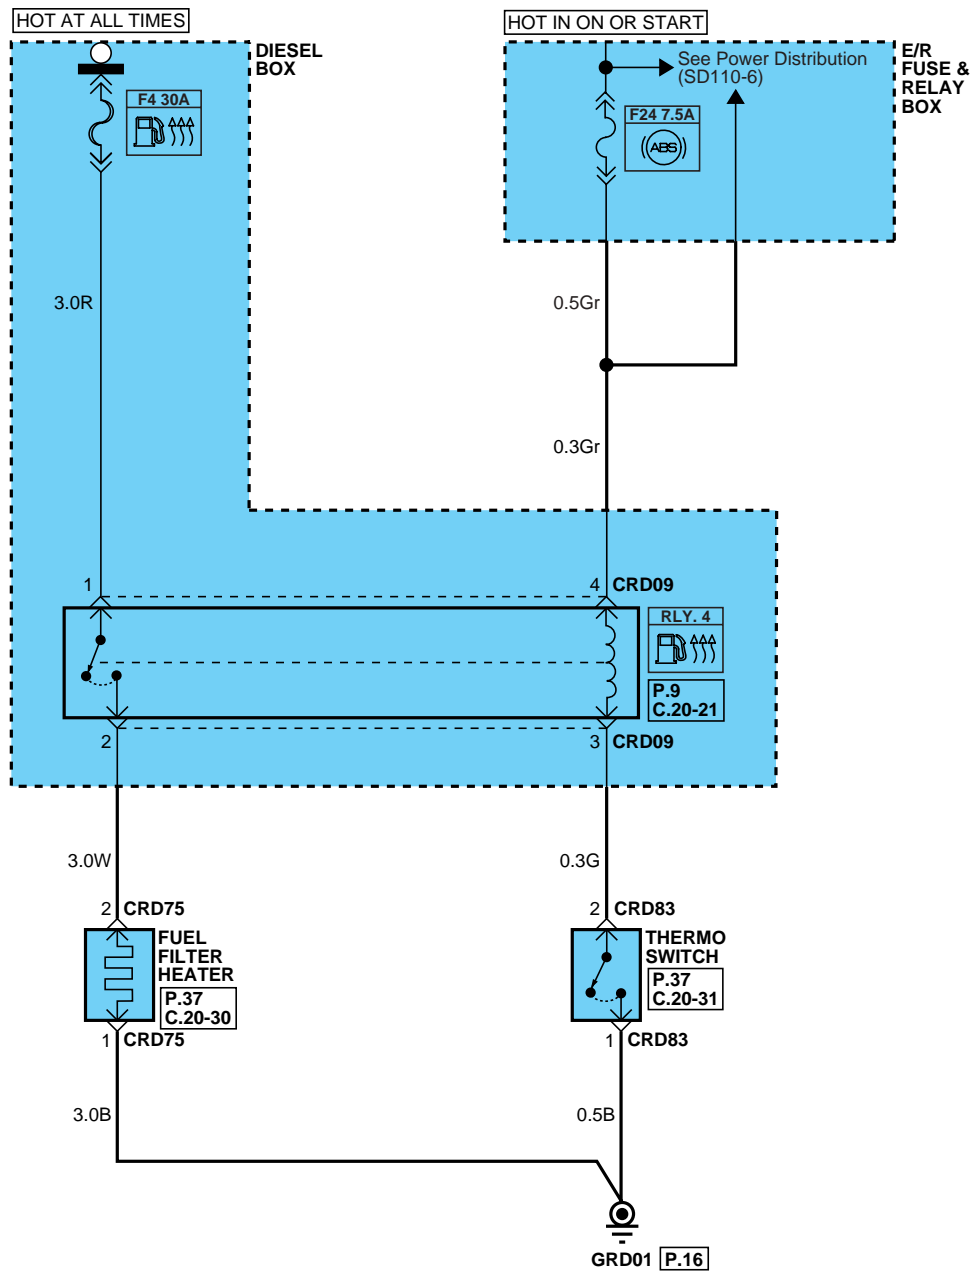 HOT AT ALL TIMES
HOT IN ON OR START
DIESEL
BOX
See Power Distribution
(SD110-6)
E/R
FUSE &
RELAY
BOX
F4 30A
F24 7.5A
ABS
3.0R
0.5Gr
0.3Gr
1
4 CRD09
RLY. 4
P.9
C.20-21
2
3 CRD09
3.0W
0.3G
2 CRD75
2 CRD83
FUEL
FILTER
HEATER
P.37
C.20-30
THERMO
SWITCH
P.37
C.20-31
1 CRD75
1 CRD83
3.0B
0.5B
GRD01 P.16